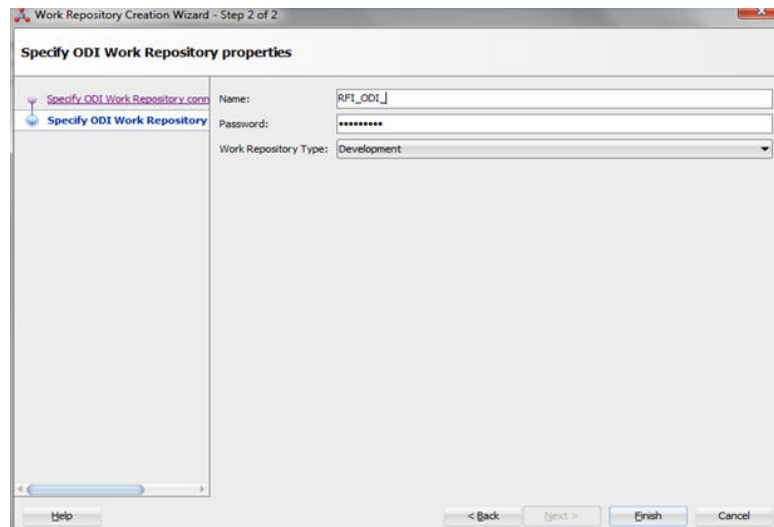 Work Repository Creation Wizard - Step 2 of 2
Specify ODI Work Repository properties
Specify ODI Work Repository conn
Specify ODI Work Repository
Name: RFI_ODI_
Password: •••••••••
Work Repository Type: Development
Help
< Back
Next >
Finish
Cancel